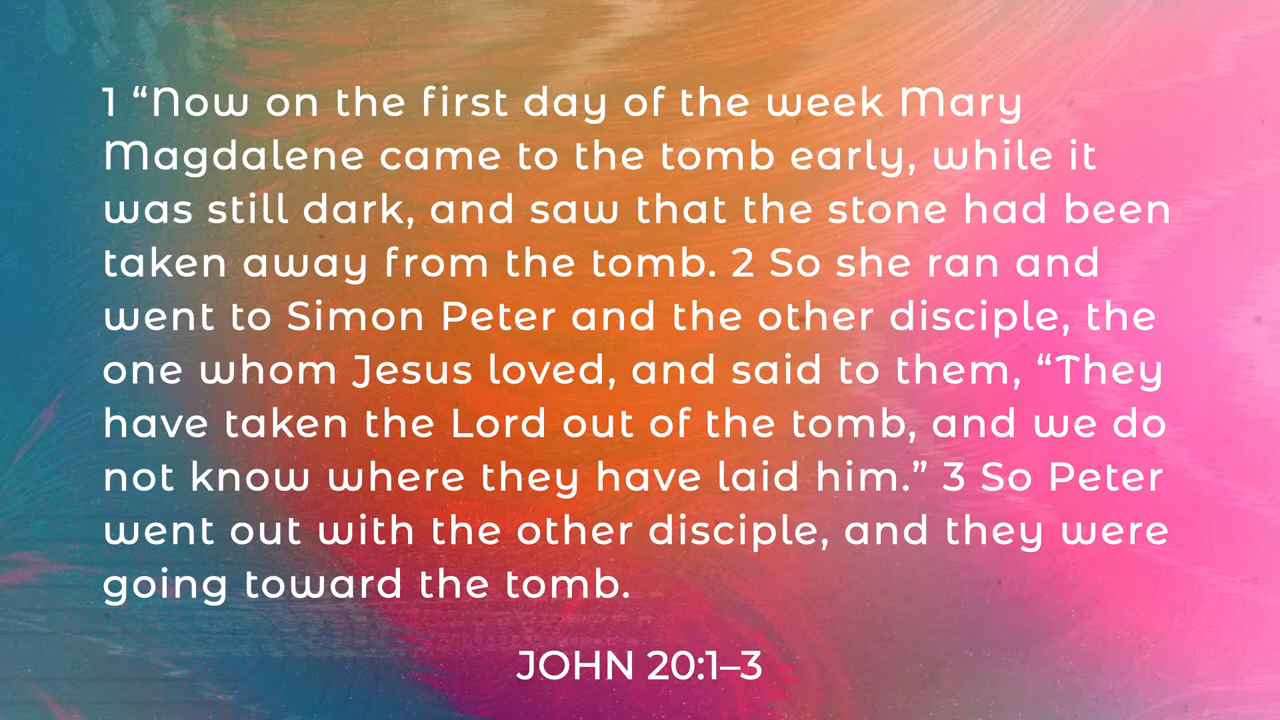 1 “Now on the first day of the week Mary
Magdalene came to the tomb early, while it
was still dark, and saw that the stone had been
taken away from the tomb. 2 So she ran and
went to Simon Peter and the other disciple, the
one whom Jesus loved, and said to them, “They
have taken the Lord out of the tomb, and we do
not know where they have laid him.” 3 So Peter
went out with the other disciple, and they were
going toward the tomb.
JOHN 20:1–3